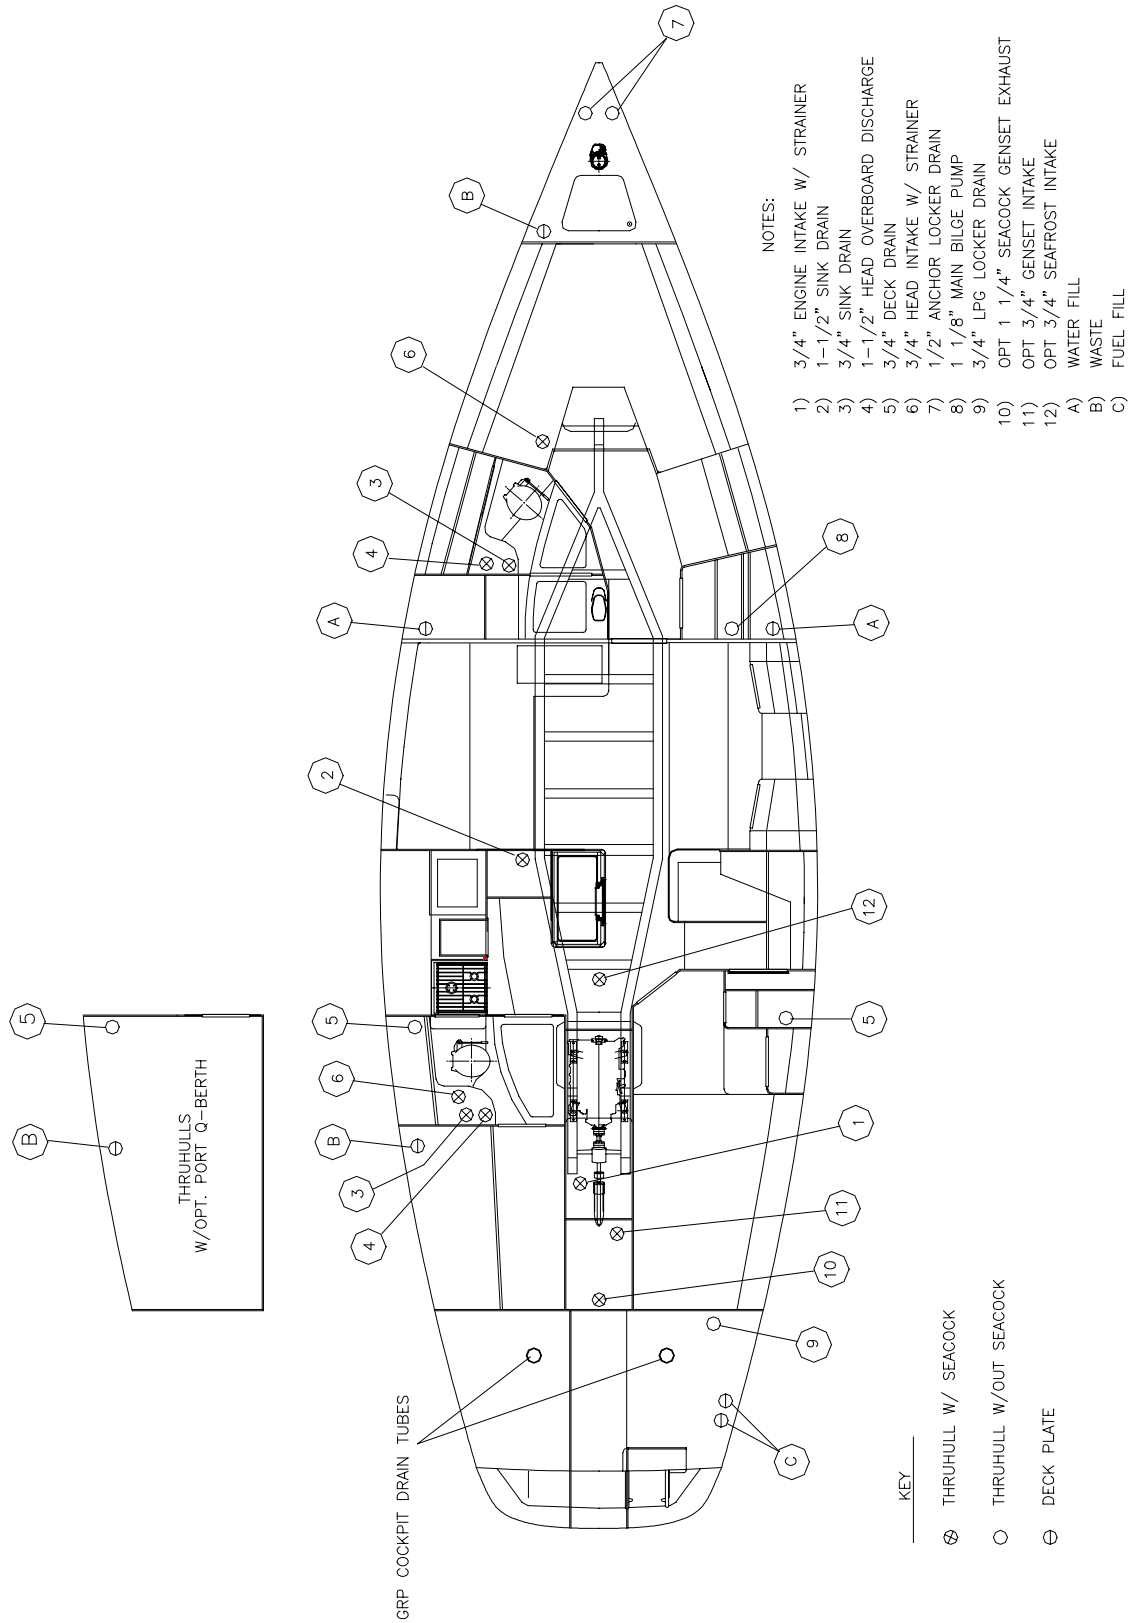 B
5
THRUHULLS
W/OPT. PORT Q-BERTH
GRP COCKPIT DRAIN TUBES
4
3
B
6
5
2
A
4
3
6
B
7
C
9
10
11
1
5
12
A
8
NOTES:
1) 3/4" ENGINE INTAKE W/ STRAINER
2) 1-1/2" SINK DRAIN
3) 3/4" SINK DRAIN
4) 1-1/2" HEAD OVERBOARD DISCHARGE
5) 3/4" DECK DRAIN
6) 3/4" HEAD INTAKE W/ STRAINER
7) 1/2" ANCHOR LOCKER DRAIN
8) 1 1/8" MAIN BILGE PUMP
9) 3/4" LPG LOCKER DRAIN
10) OPT 1 1/4" SEACOCK GENSET EXHAUST
11) OPT 3/4" GENSET INTAKE
12) OPT 3/4" SEAFROST INTAKE
A) WATER FILL
B) WASTE
C) FUEL FILL
KEY
THRUHULL W/ SEACOCK
THRUHULL W/OUT SEACOCK
DECK PLATE